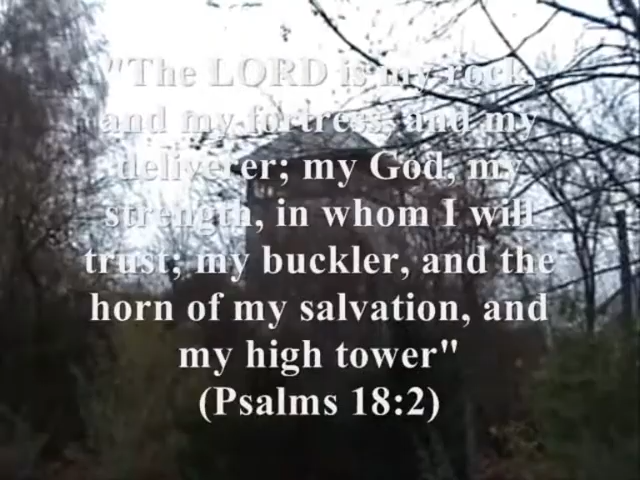 "The LORD is my rock,
and my fortress, and my
deliverer; my God, my
strength, in whom I will
trust; my buckler, and the
horn of my salvation, and
my high tower"
(Psalms 18:2)